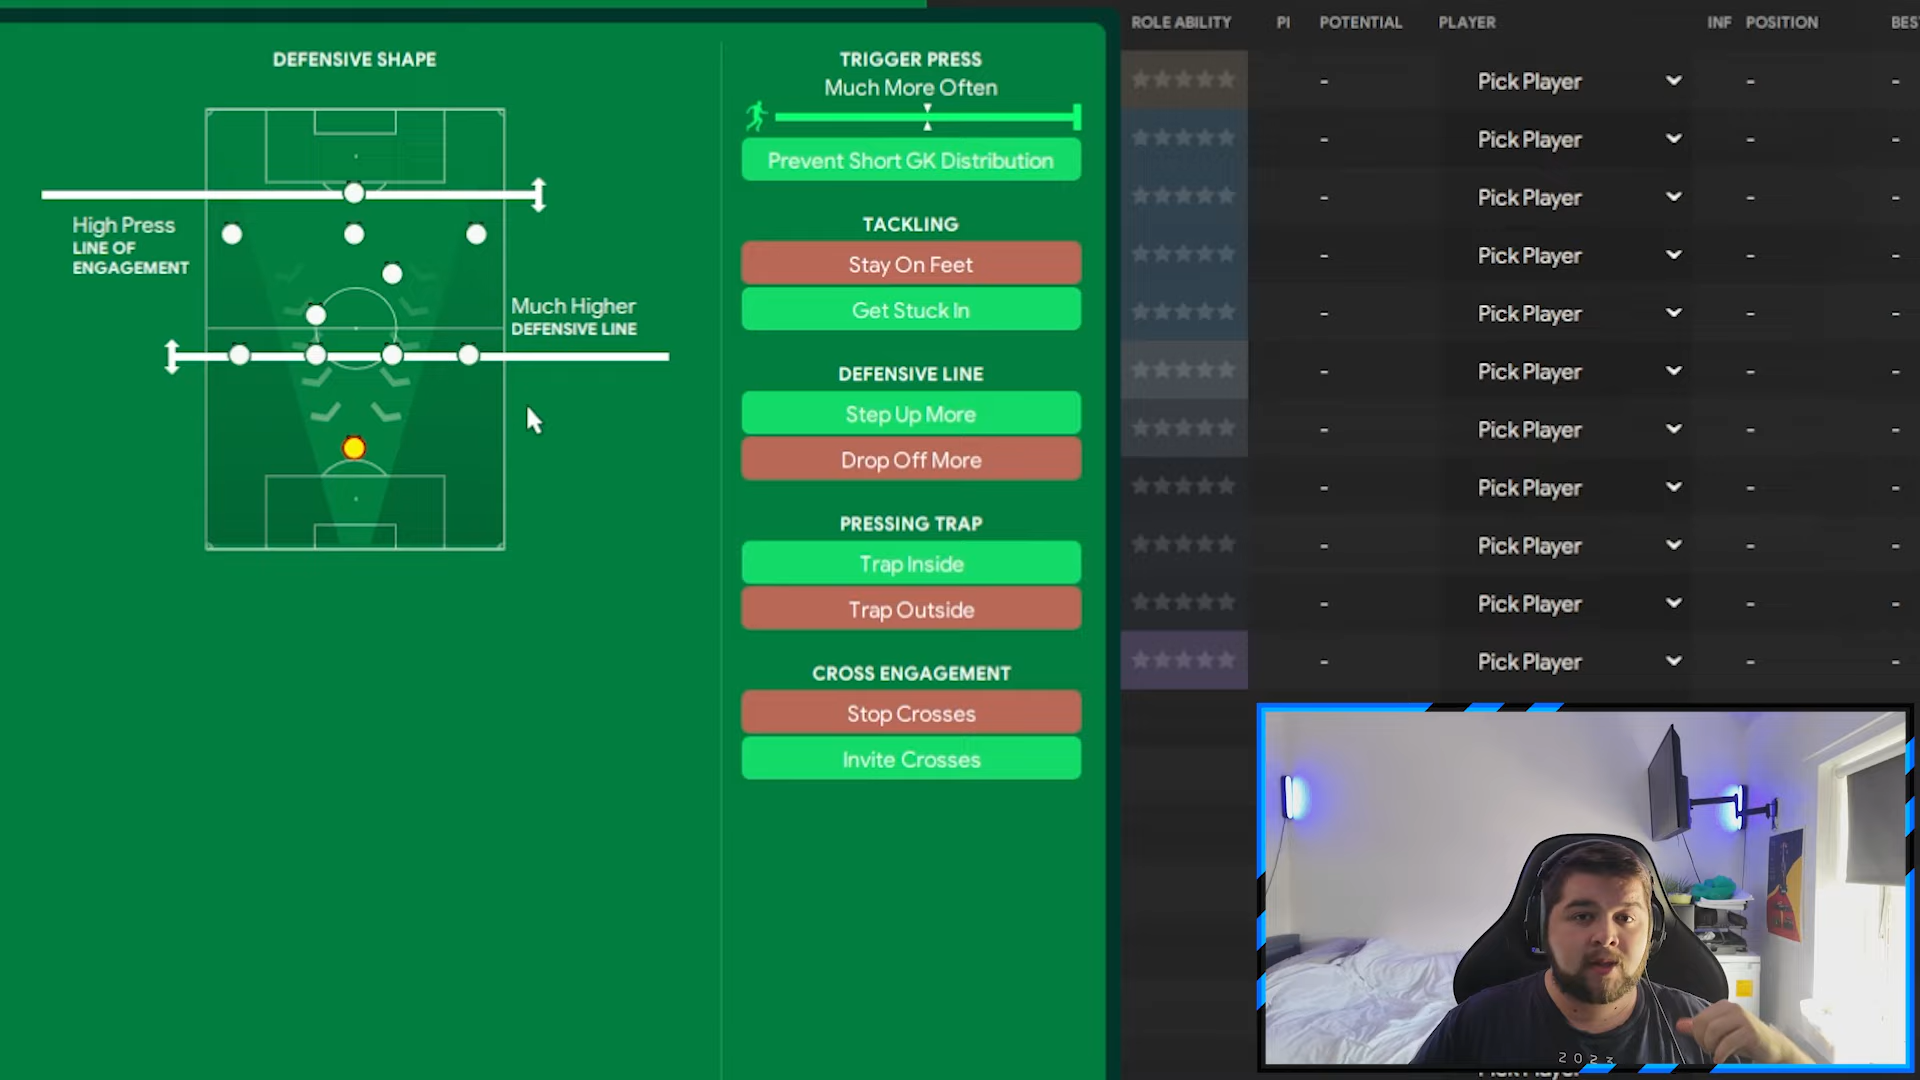 DEFENSIVE SHAPE
High Press
LINE OF
ENGAGEMENT
Much Higher
DEFENSIVE LINE
TRIGGER PRESS
Much More Often
Prevent Short GK Distribution
TACKLING
Stay On Feet
Get Stuck In
DEFENSIVE LINE
Step Up More
Drop Off More
PRESSING TRAP
Trap Inside
Trap Outside
CROSS ENGAGEMENT
Stop Crosses
Invite Crosses
ROLE ABILITY PI POTENTIAL PLAYER INF POSITION BES
- Pick Player - -
- Pick Player - -
- Pick Player - -
- Pick Player - -
- Pick Player - -
- Pick Player - -
- Pick Player - -
- Pick Player - -
- Pick Player - -
- Pick Player - -
- Pick Player - -
2023
Pick Player